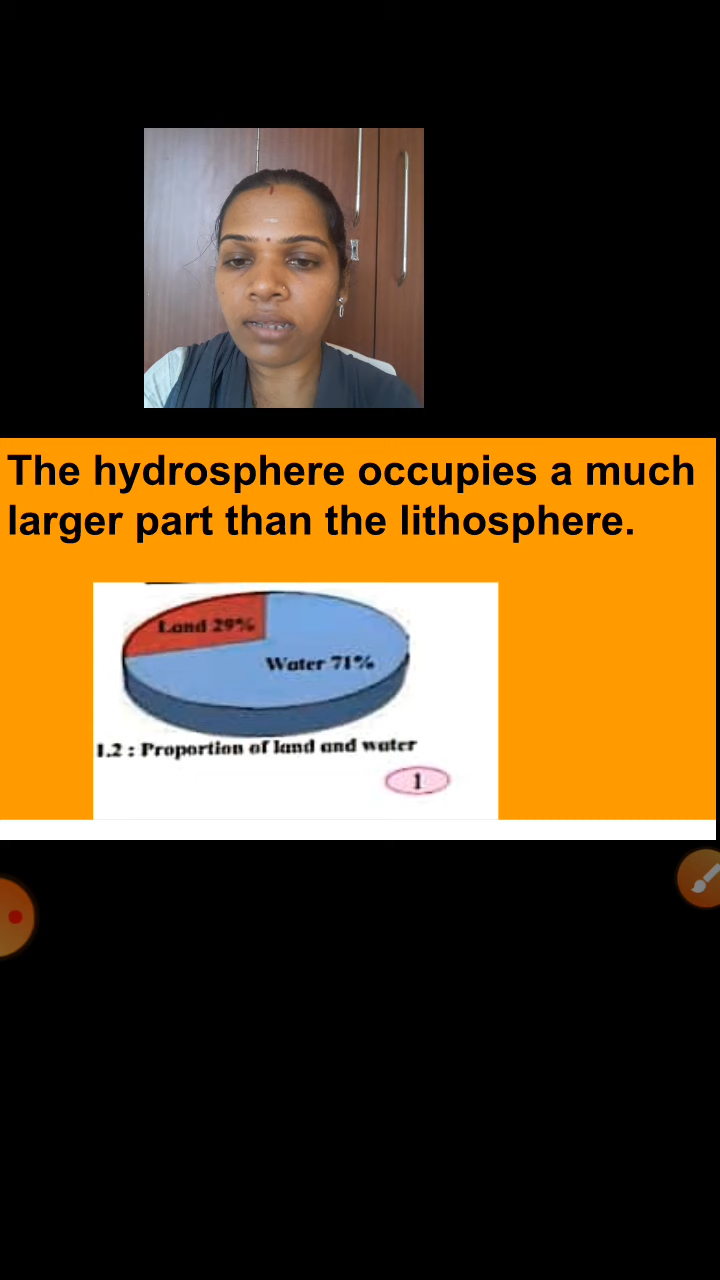 The hydrosphere occupies a much
larger part than the lithosphere.
Land 29%
Water 71%
1.2 : Proportion of land and water
1